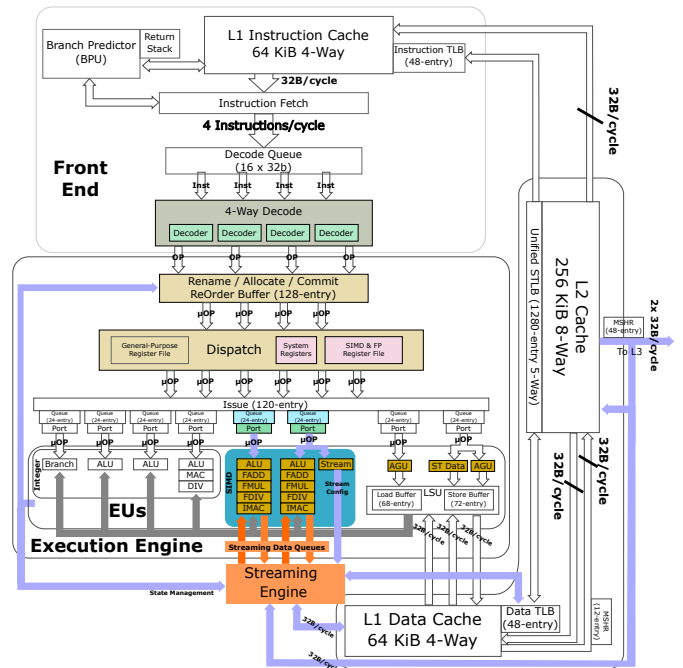 L1 Instruction Cache
64 KiB 4-Way
Return
Stack
Branch Predictor
(BPU)
Instruction TLB
(48-entry)
32B/cycle
32B/cycle
Instruction Fetch
4 Instructions/cycle
Decode Queue
(16 x 32b)
Front
End
Inst
Inst
Inst
Inst
4-Way Decode
Decoder
Decoder
Decoder
Decoder
OP
OP
OP
OP
Rename / Allocate / Commit
ReOrder Buffer (128-entry)
µOP
µOP
µOP
µOP
General-Purpose
Register File
Dispatch
System
Registers
SIMD & FP
Register File
µOP
µOP
µOP
µOP
µOP
µOP
Issue (120-entry)
Queue
(24-entry)
Port
Queue
(24-entry)
Port
Queue
(24-entry)
Port
Queue
(24-entry)
Port
Queue
(24-entry)
Port
Queue
(24-entry)
Port
Queue
(24-entry)
Port
Queue
(24-entry)
Port
µOP
µOP
µOP
µOP
µOP
µOP
µOP
µOP
Integer
Branch
ALU
ALU
ALU
MAC
DIV
EUs
SIMD
ALU
FADD
FMUL
FDIV
IMAC
ALU
FADD
FMUL
FDIV
IMAC
Stream
Stream
Config
AGU
ST Data
AGU
Load Buffer
(68-entry)
LSU
Store Buffer
(72-entry)
Execution Engine
Streaming Data Queues
32B/cycle
32B/cycle
32B/cycle
Streaming
Engine
State Management
32B/cycle
32B/cycle
L1 Data Cache
64 KiB 4-Way
Data TLB
(48-entry)
MSHR
(12-entry)
32B/cycle
32B/cycle
Unified STLB (1280-entry 5-Way)
L2 Cache
256 KiB 8-Way
MSHR
(48-entry)
To L3
2x 32B/cycle